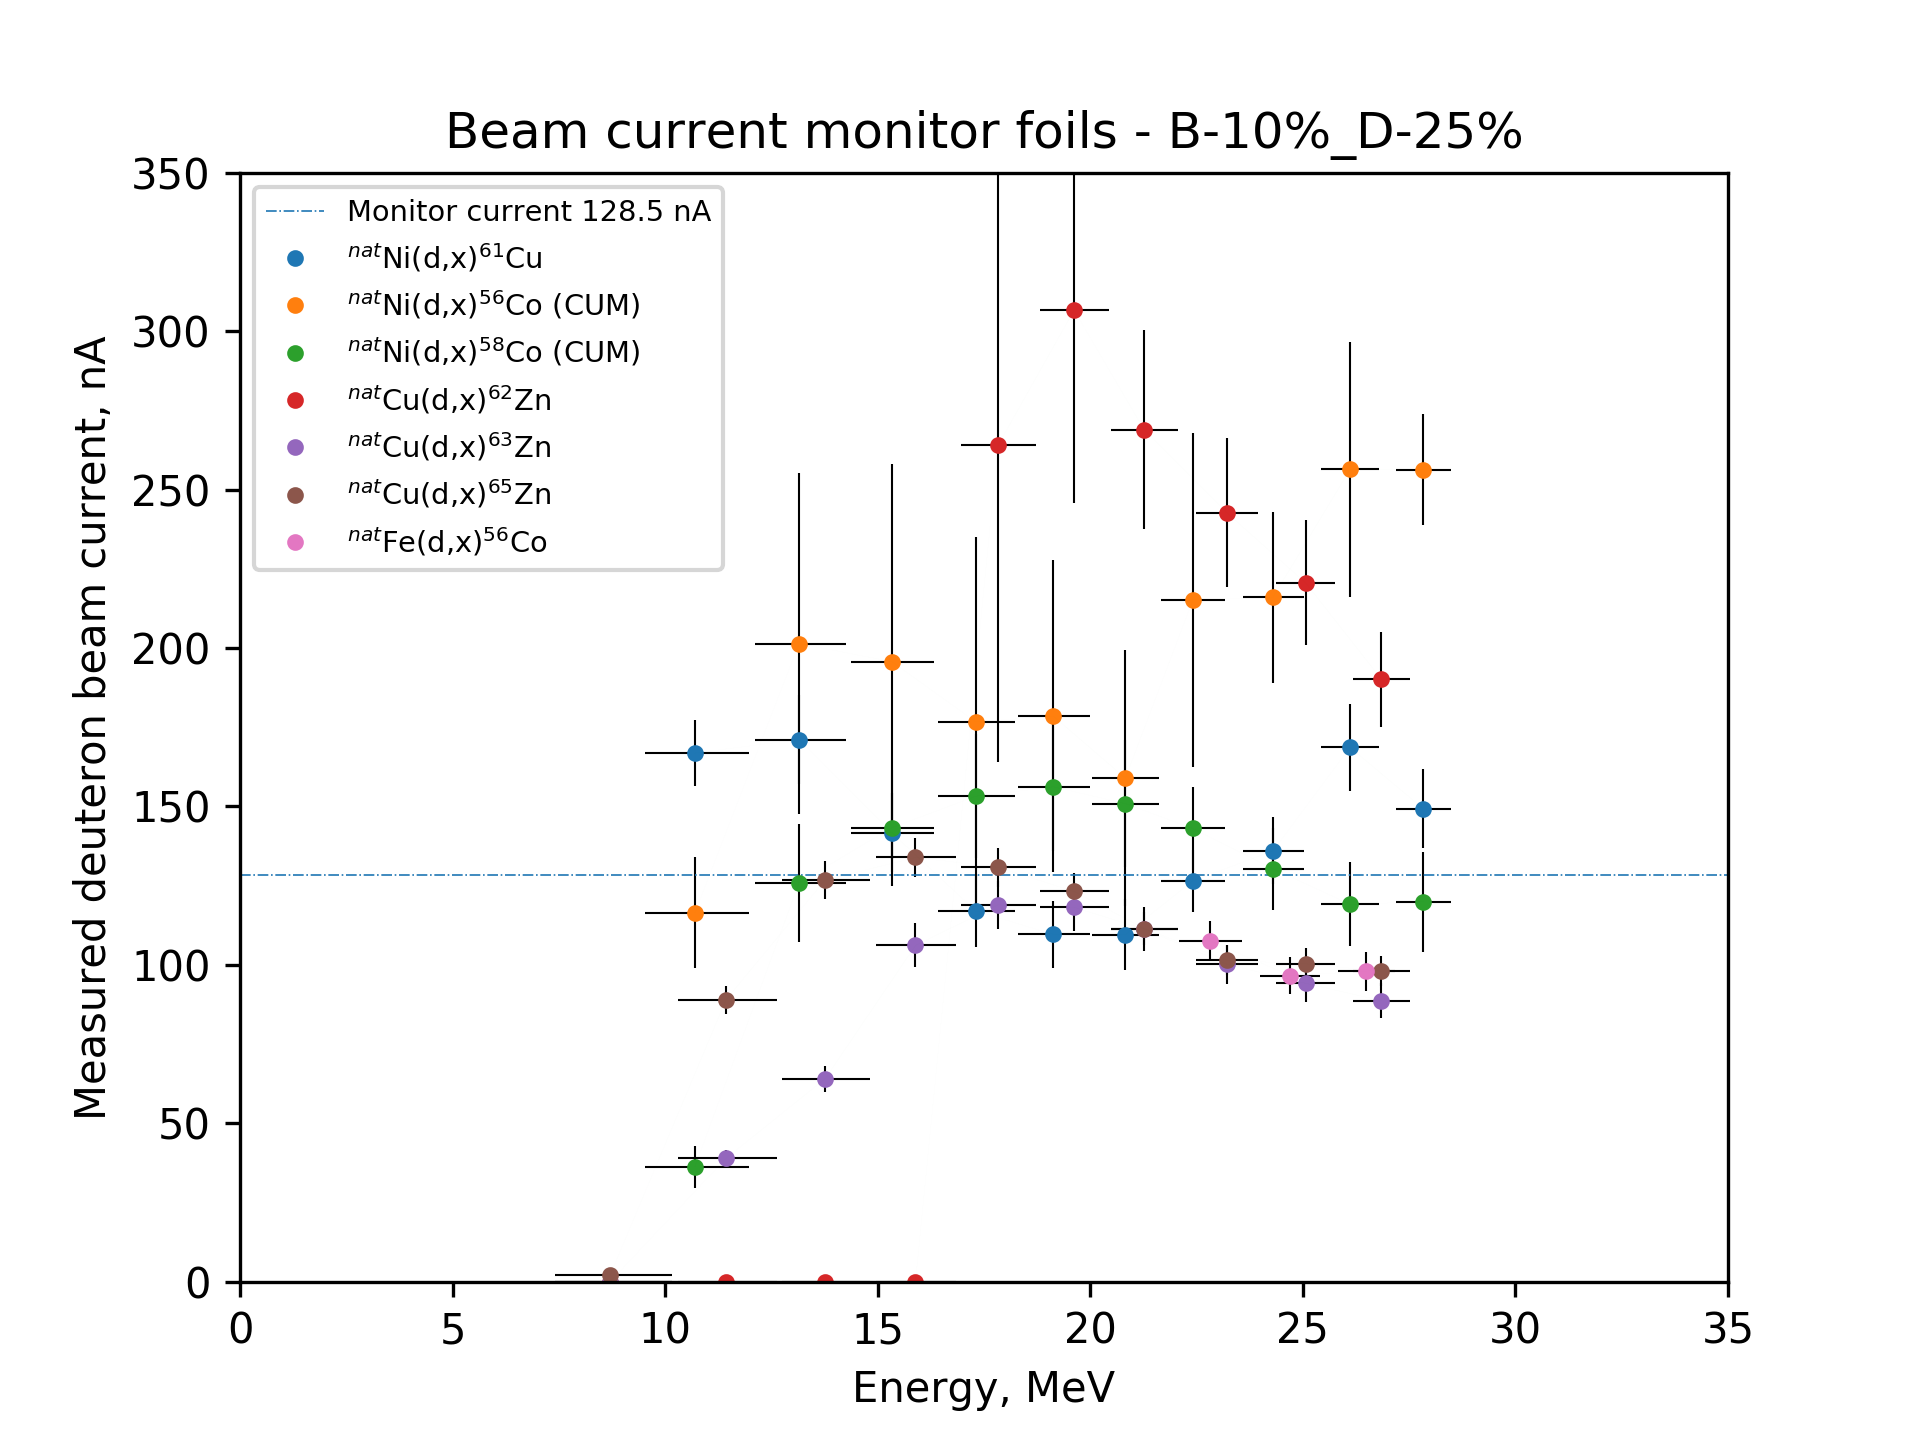 Beam current monitor foils - B-10%_D-25%
350
300
250
200
150
100
50
0
Measured deuteron beam current, nA
Monitor current 128.5 nA
natNi(d,x)61Cu
natNi(d,x)56Co (CUM)
natNi(d,x)58Co (CUM)
natCu(d,x)62Zn
natCu(d,x)63Zn
natCu(d,x)65Zn
natFe(d,x)56Co
0 5 10 15 20 25 30 35
Energy, MeV